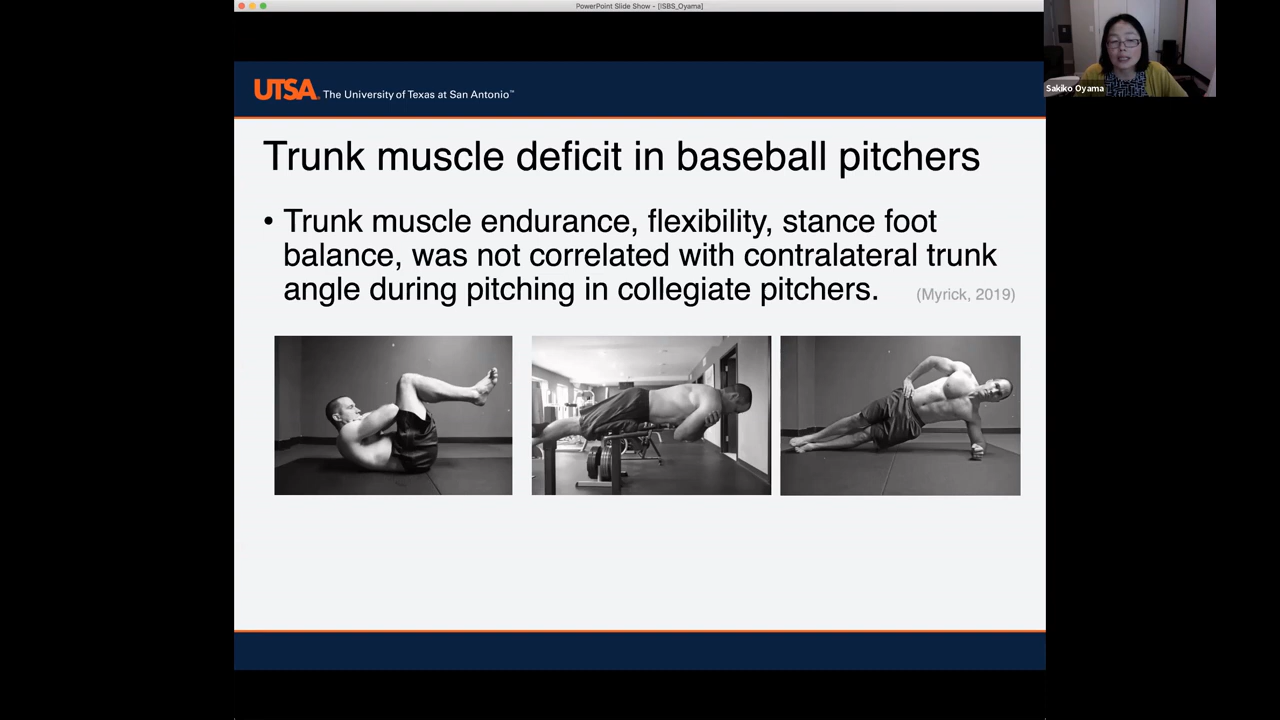 PowerPoint Slide Show - [ISBS_Oyama]
UTSA. The University of Texas at San Antonio™
Sakiko Oyama
Trunk muscle deficit in baseball pitchers
• Trunk muscle endurance, flexibility, stance foot
balance, was not correlated with contralateral trunk
angle during pitching in collegiate pitchers. (Myrick, 2019)